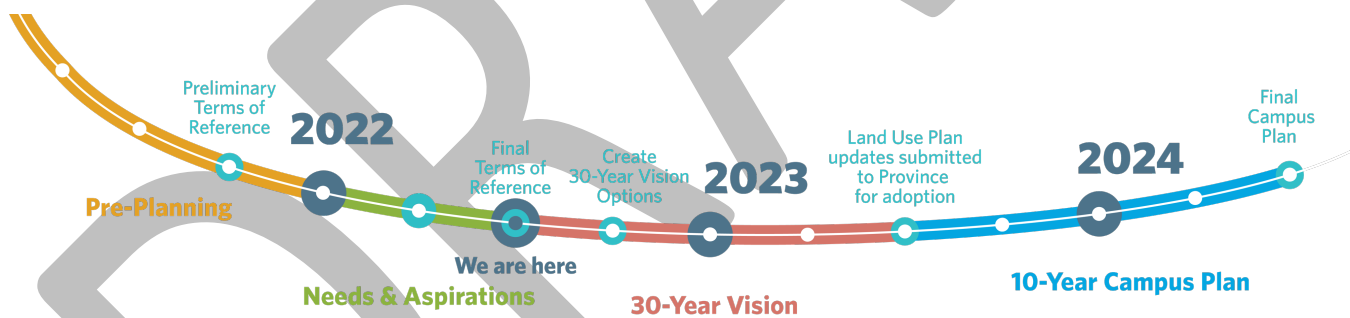 Preliminary
Terms of
Reference
2022
Final
Terms of
Reference
Create
30-Year Vision
Options
2023
Land Use Plan
updates submitted
to Province
for adoption
2024
Final
Campus
Plan
Pre-Planning
We are here
Needs & Aspirations
30-Year Vision
10-Year Campus Plan